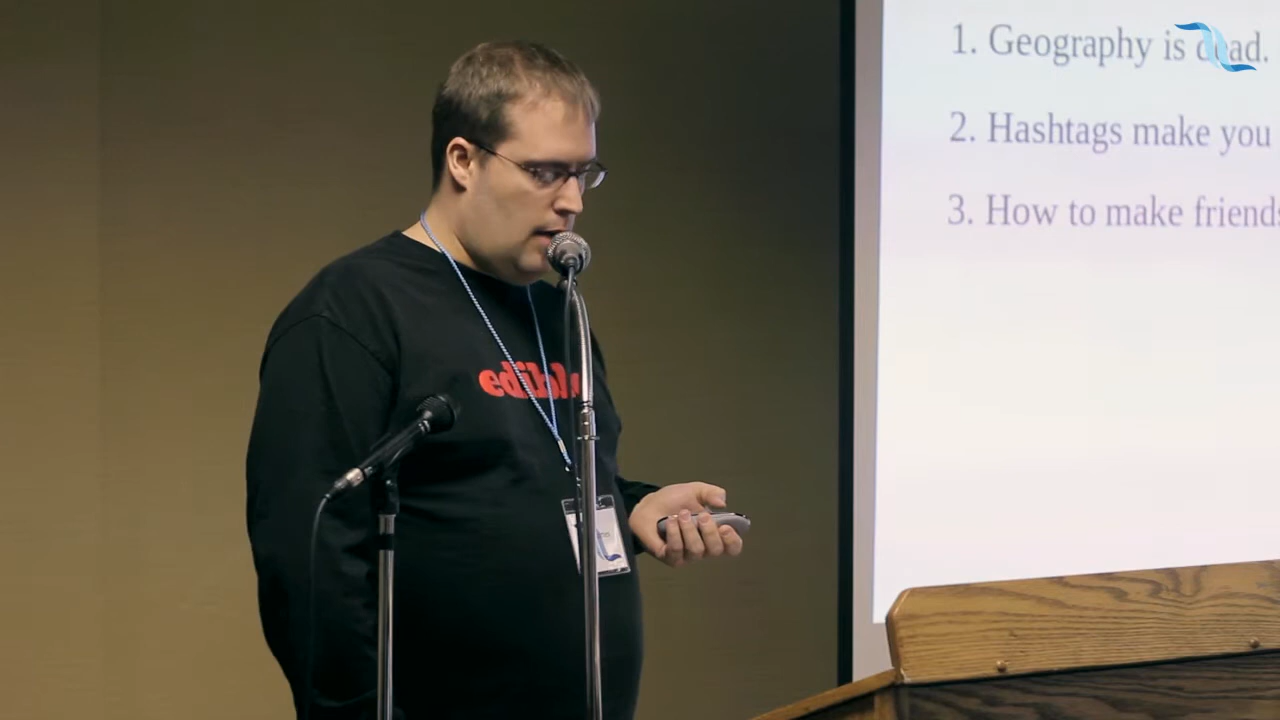 1. Geography is dead.
2. Hashtags make you
3. How to make friends
edible